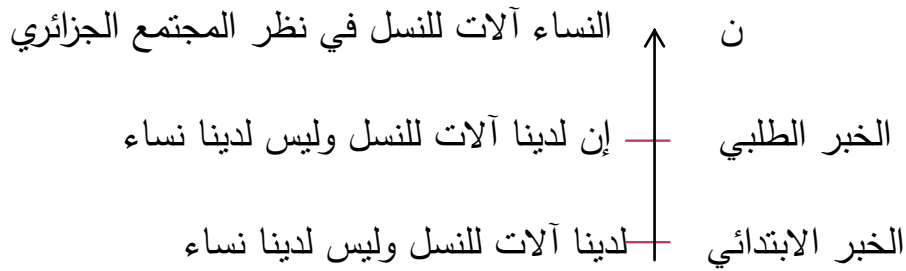 ن النساء آلات للنسل في نظر المجتمع الجزائري
الخبر الطلبي إن لدينا آلات للنسل وليس لدينا نساء
الخبر الابتدائي لدينا آلات للنسل وليس لدينا نساء